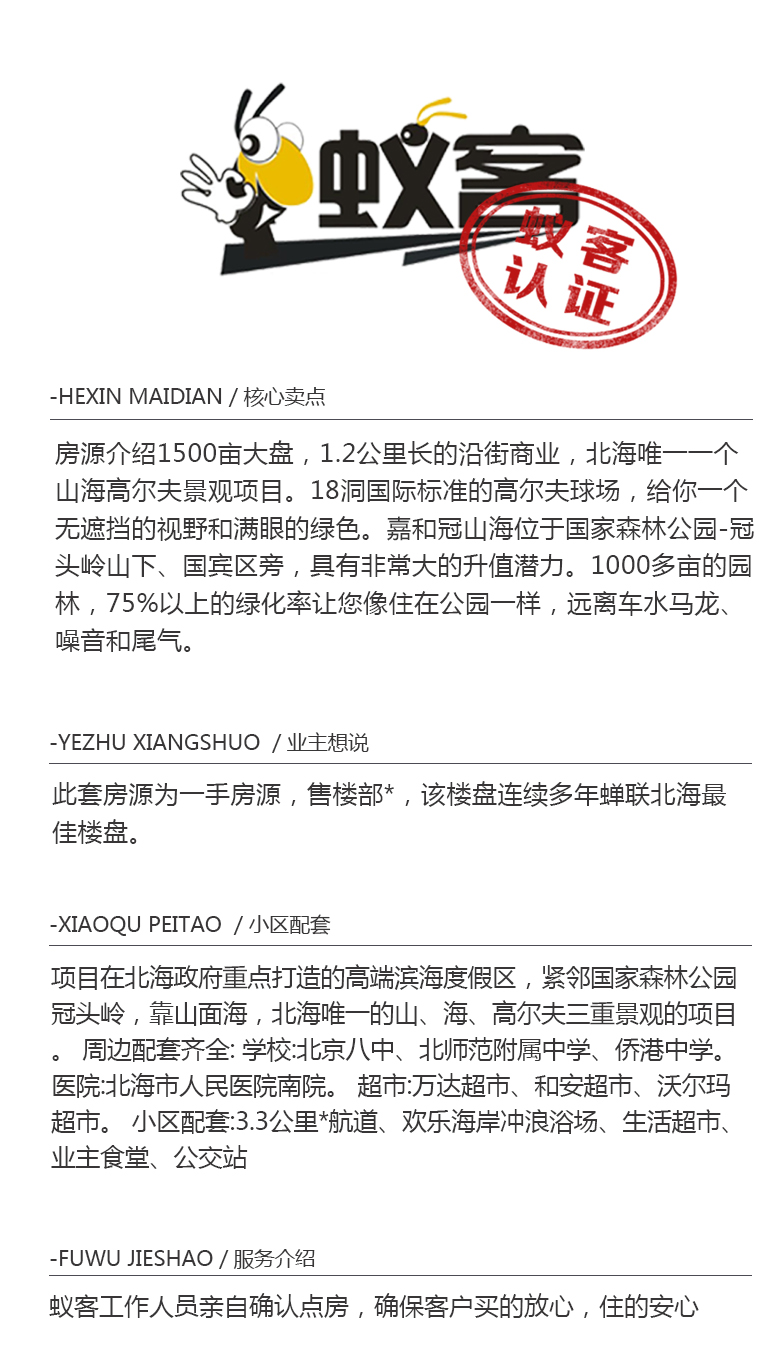 蚁客
蚁客
认证
-HEXIN MAIDIAN / 核心卖点
房源介绍1500亩大盘，1.2公里长的沿街商业，北海唯一一个
山海高尔夫景观项目。18洞国际标准的高尔夫球场，给你一个
无遮挡的视野和满眼的绿色。嘉和冠山海位于国家森林公园-冠
头岭山下、国宾区旁，具有非常大的升值潜力。1000多亩的园
林，75%以上的绿化率让您像住在公园一样，远离车水马龙、
噪音和尾气。
-YEZHU XIANGSHUO / 业主想说
此套房源为一手房源，售楼部*，该楼盘连续多年蝉联北海最
佳楼盘。
-XIAOQU PEITAO / 小区配套
项目在北海政府重点打造的高端滨海度假区，紧邻国家森林公园
冠头岭，靠山面海，北海唯一的山、海、高尔夫三重景观的项目
。 周边配套齐全: 学校:北京八中、北师范附属中学、侨港中学。
医院:北海市人民医院南院。 超市:万达超市、和安超市、沃尔玛
超市。 小区配套:3.3公里*航道、欢乐海岸冲浪浴场、生活超市、
业主食堂、公交站
-FUWU JIESHAO / 服务介绍
蚁客工作人员亲自确认点房，确保客户买的放心，住的安心